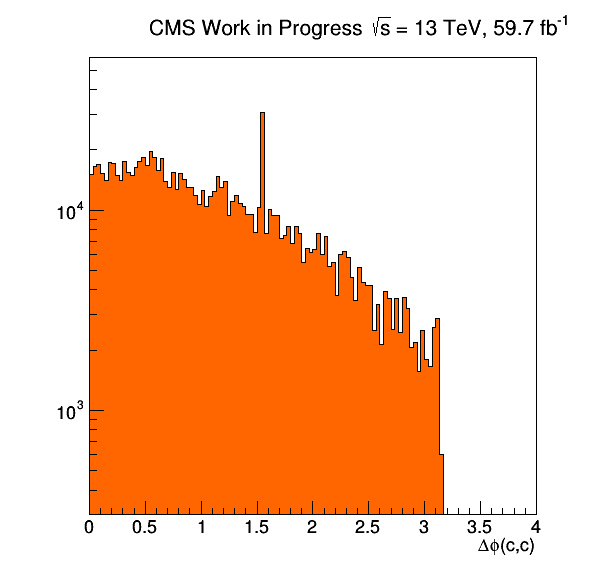 CMS Work in Progress √s = 13 TeV, 59.7 fb⁻¹
10⁴
10³
0 0.5 1 1.5 2 2.5 3 3.5 4
Δϕ(c,c)